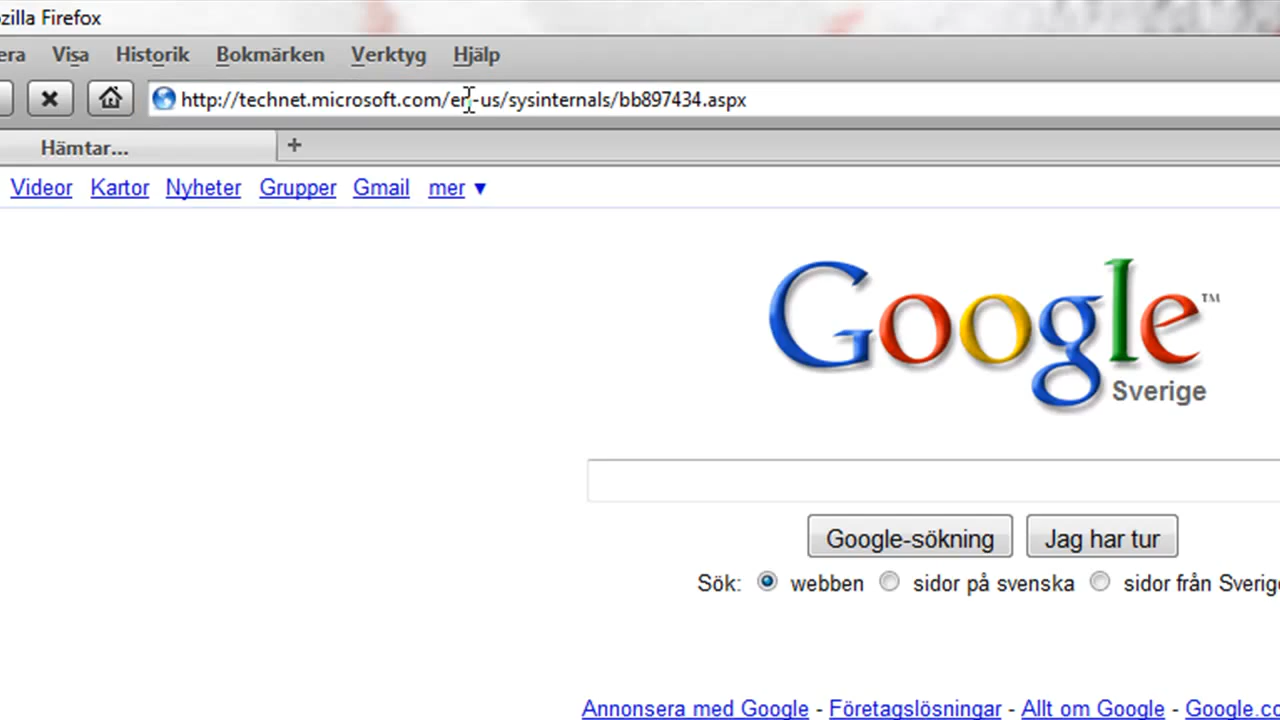 zilla Firefox
era Visa Historik Bokmärken Verktyg Hjälp
http://technet.microsoft.com/en-us/sysinternals/bb897434.aspx
Hämtar... +
Videor Kartor Nyheter Grupper Gmail mer ▼
Google™
Sverige
Google-sökning Jag har tur
Sök: webben sidor på svenska sidor från Sverig
Annonsera med Google - Företagslösningar - Allt om Google - Google.co